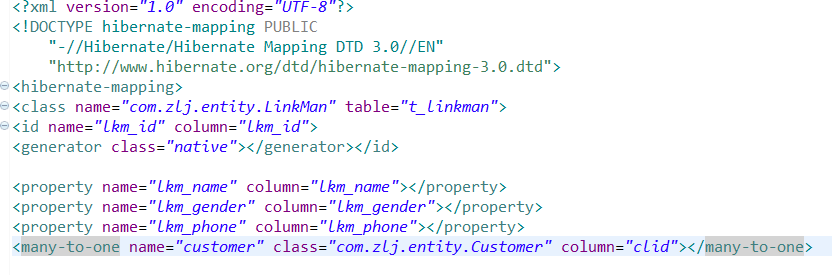 <?xml version="1.0" encoding="UTF-8"?>
<!DOCTYPE hibernate-mapping PUBLIC
"-//Hibernate/Hibernate Mapping DTD 3.0//EN"
"http://www.hibernate.org/dtd/hibernate-mapping-3.0.dtd">
<hibernate-mapping>
<class name="com.zlj.entity.LinkMan" table="t_linkman">
<id name="lkm_id" column="lkm_id">
<generator class="native"></generator></id>
<property name="lkm_name" column="lkm_name"></property>
<property name="lkm_gender" column="lkm_gender"></property>
<property name="lkm_phone" column="lkm_phone"></property>
<many-to-one name="customer" class="com.zlj.entity.Customer" column="clid"></many-to-one>